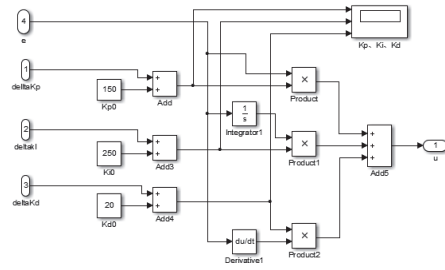 4
e
Kp、Ki、Kd
1
deltaKp
150
Kp0
+
+
Add
×
Product
1
s
Integrator1
2
deltakI
250
Ki0
+
+
Add3
×
Product1
+
+
+
Add5
1
u
3
deltaKd
20
Kd0
+
+
Add4
du/dt
Derivative1
×
Product2